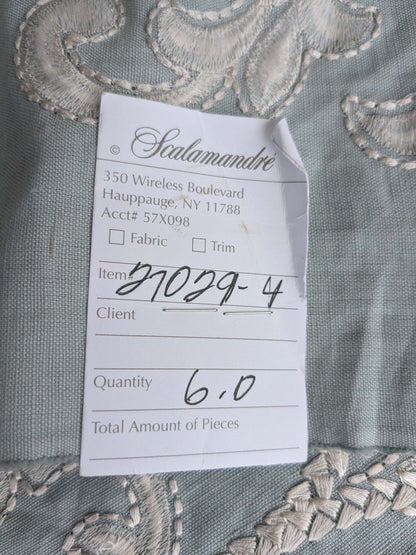 © Scalamandré
350 Wireless Boulevard
Hauppauge, NY 11788
Acct# 57X098
Fabric Trim
Item# 27029-4
Client
Quantity 6.0
Total Amount of Pieces